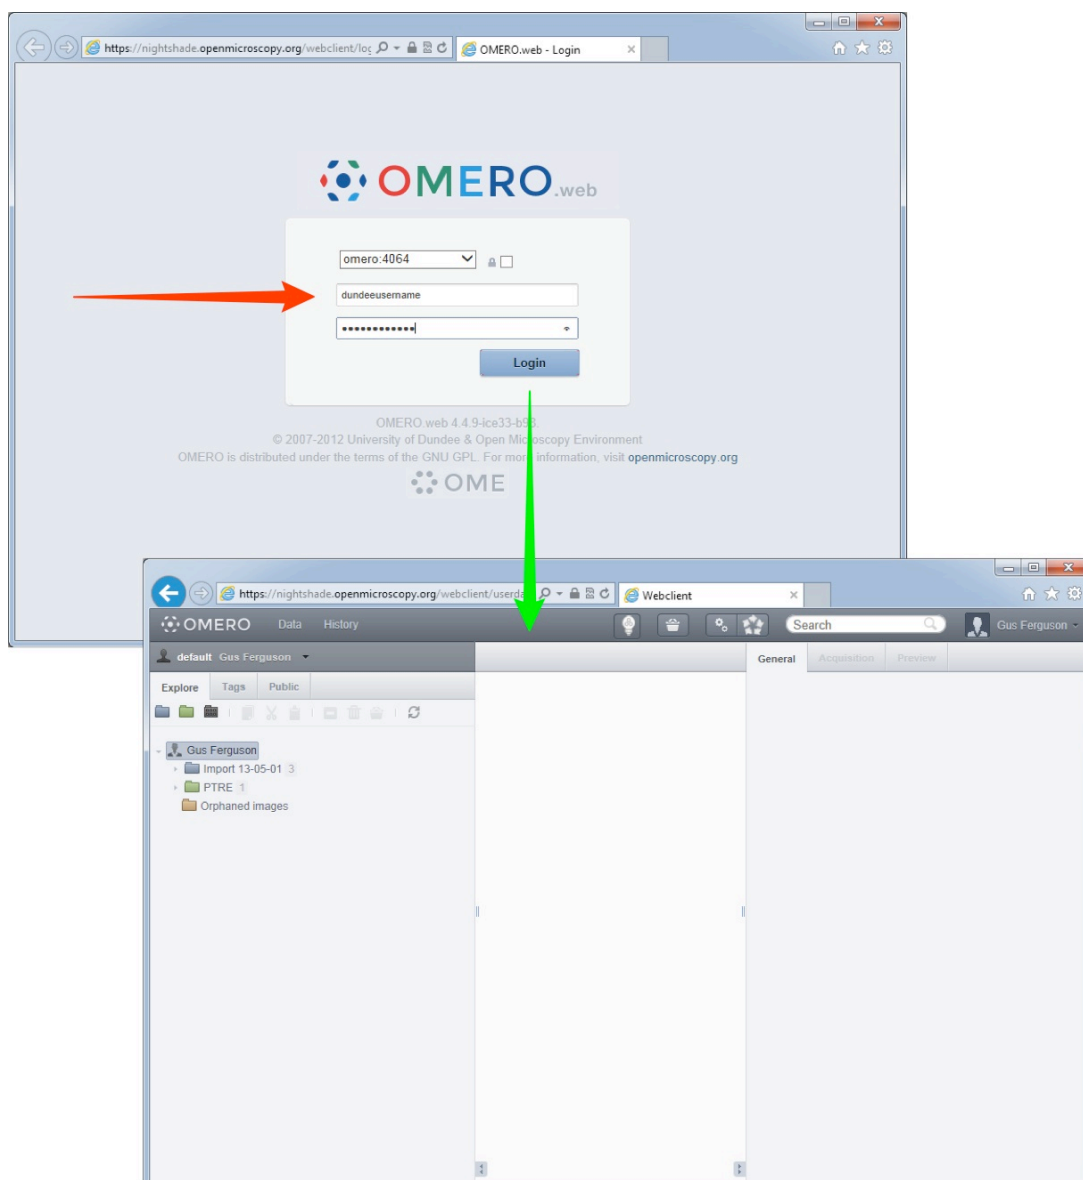 https://nightshade.openmicroscopy.org/webclient/log
OMERO.web - Login
OMERO.web
omero:4064
dundeeusername
Login
OMERO.web 4.4.9-ice33-b93.
© 2007-2012 University of Dundee & Open Microscopy Environment
OMERO is distributed under the terms of the GNU GPL. For more information, visit openmicroscopy.org
OME
https://nightshade.openmicroscopy.org/webclient/userda
Webclient
OMERO Data History Search Gus Ferguson
default Gus Ferguson
General Acquisition Preview
Explore Tags Public
Gus Ferguson
Import 13-05-01 3
PTRE 1
Orphaned images